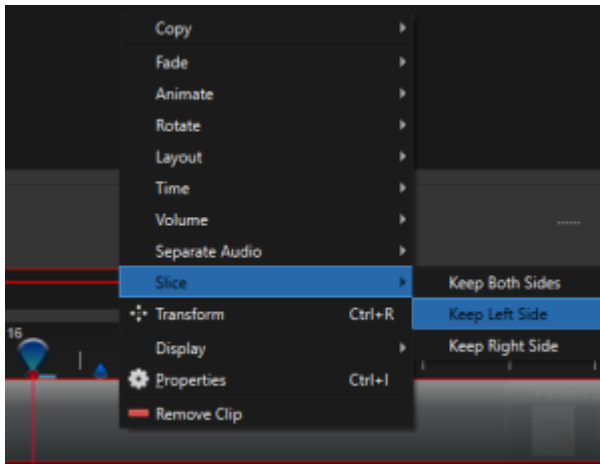 Copy
Fade
Animate
Rotate
Layout
Time
Volume
Separate Audio
Slice
Keep Both Sides
Transform Ctrl+R
Keep Left Side
16
Display
Keep Right Side
Properties Ctrl+I
Remove Clip